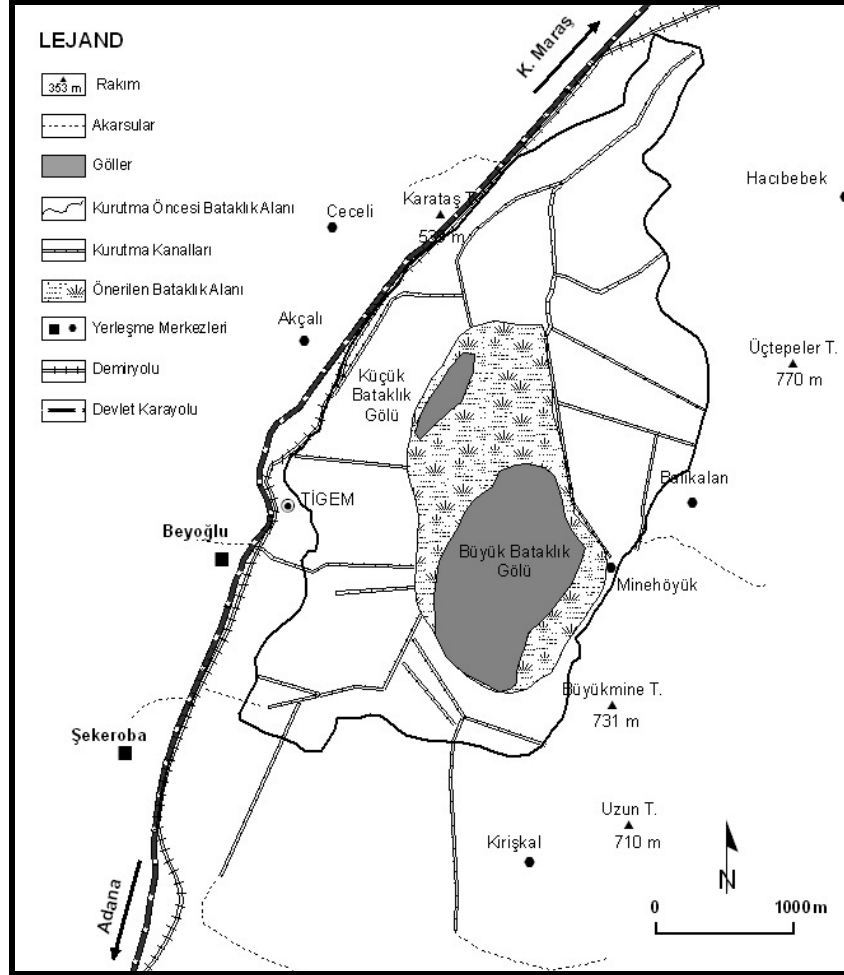 LEJAND
353 m
Rakım
Akarsular
Göller
Kurutma Öncesi Bataklık Alanı
Kurutma Kanalları
Önerilen Bataklık Alanı
Yerleşme Merkezleri
Demiryolu
Devlet Karayolu
K. Maraş
Hacıbebek
Karataş T.
Ceceli
Akçalı
Üçtepeler T.
770 m
Küçük
Bataklık
Gölü
TİGEM
Balıkalan
Beyoğlu
Büyük Bataklık
Gölü
Minehöyük
Büyükmine T.
731 m
Şekeroba
Uzun T.
710 m
Kirişkal
N
Adana
0 1000 m